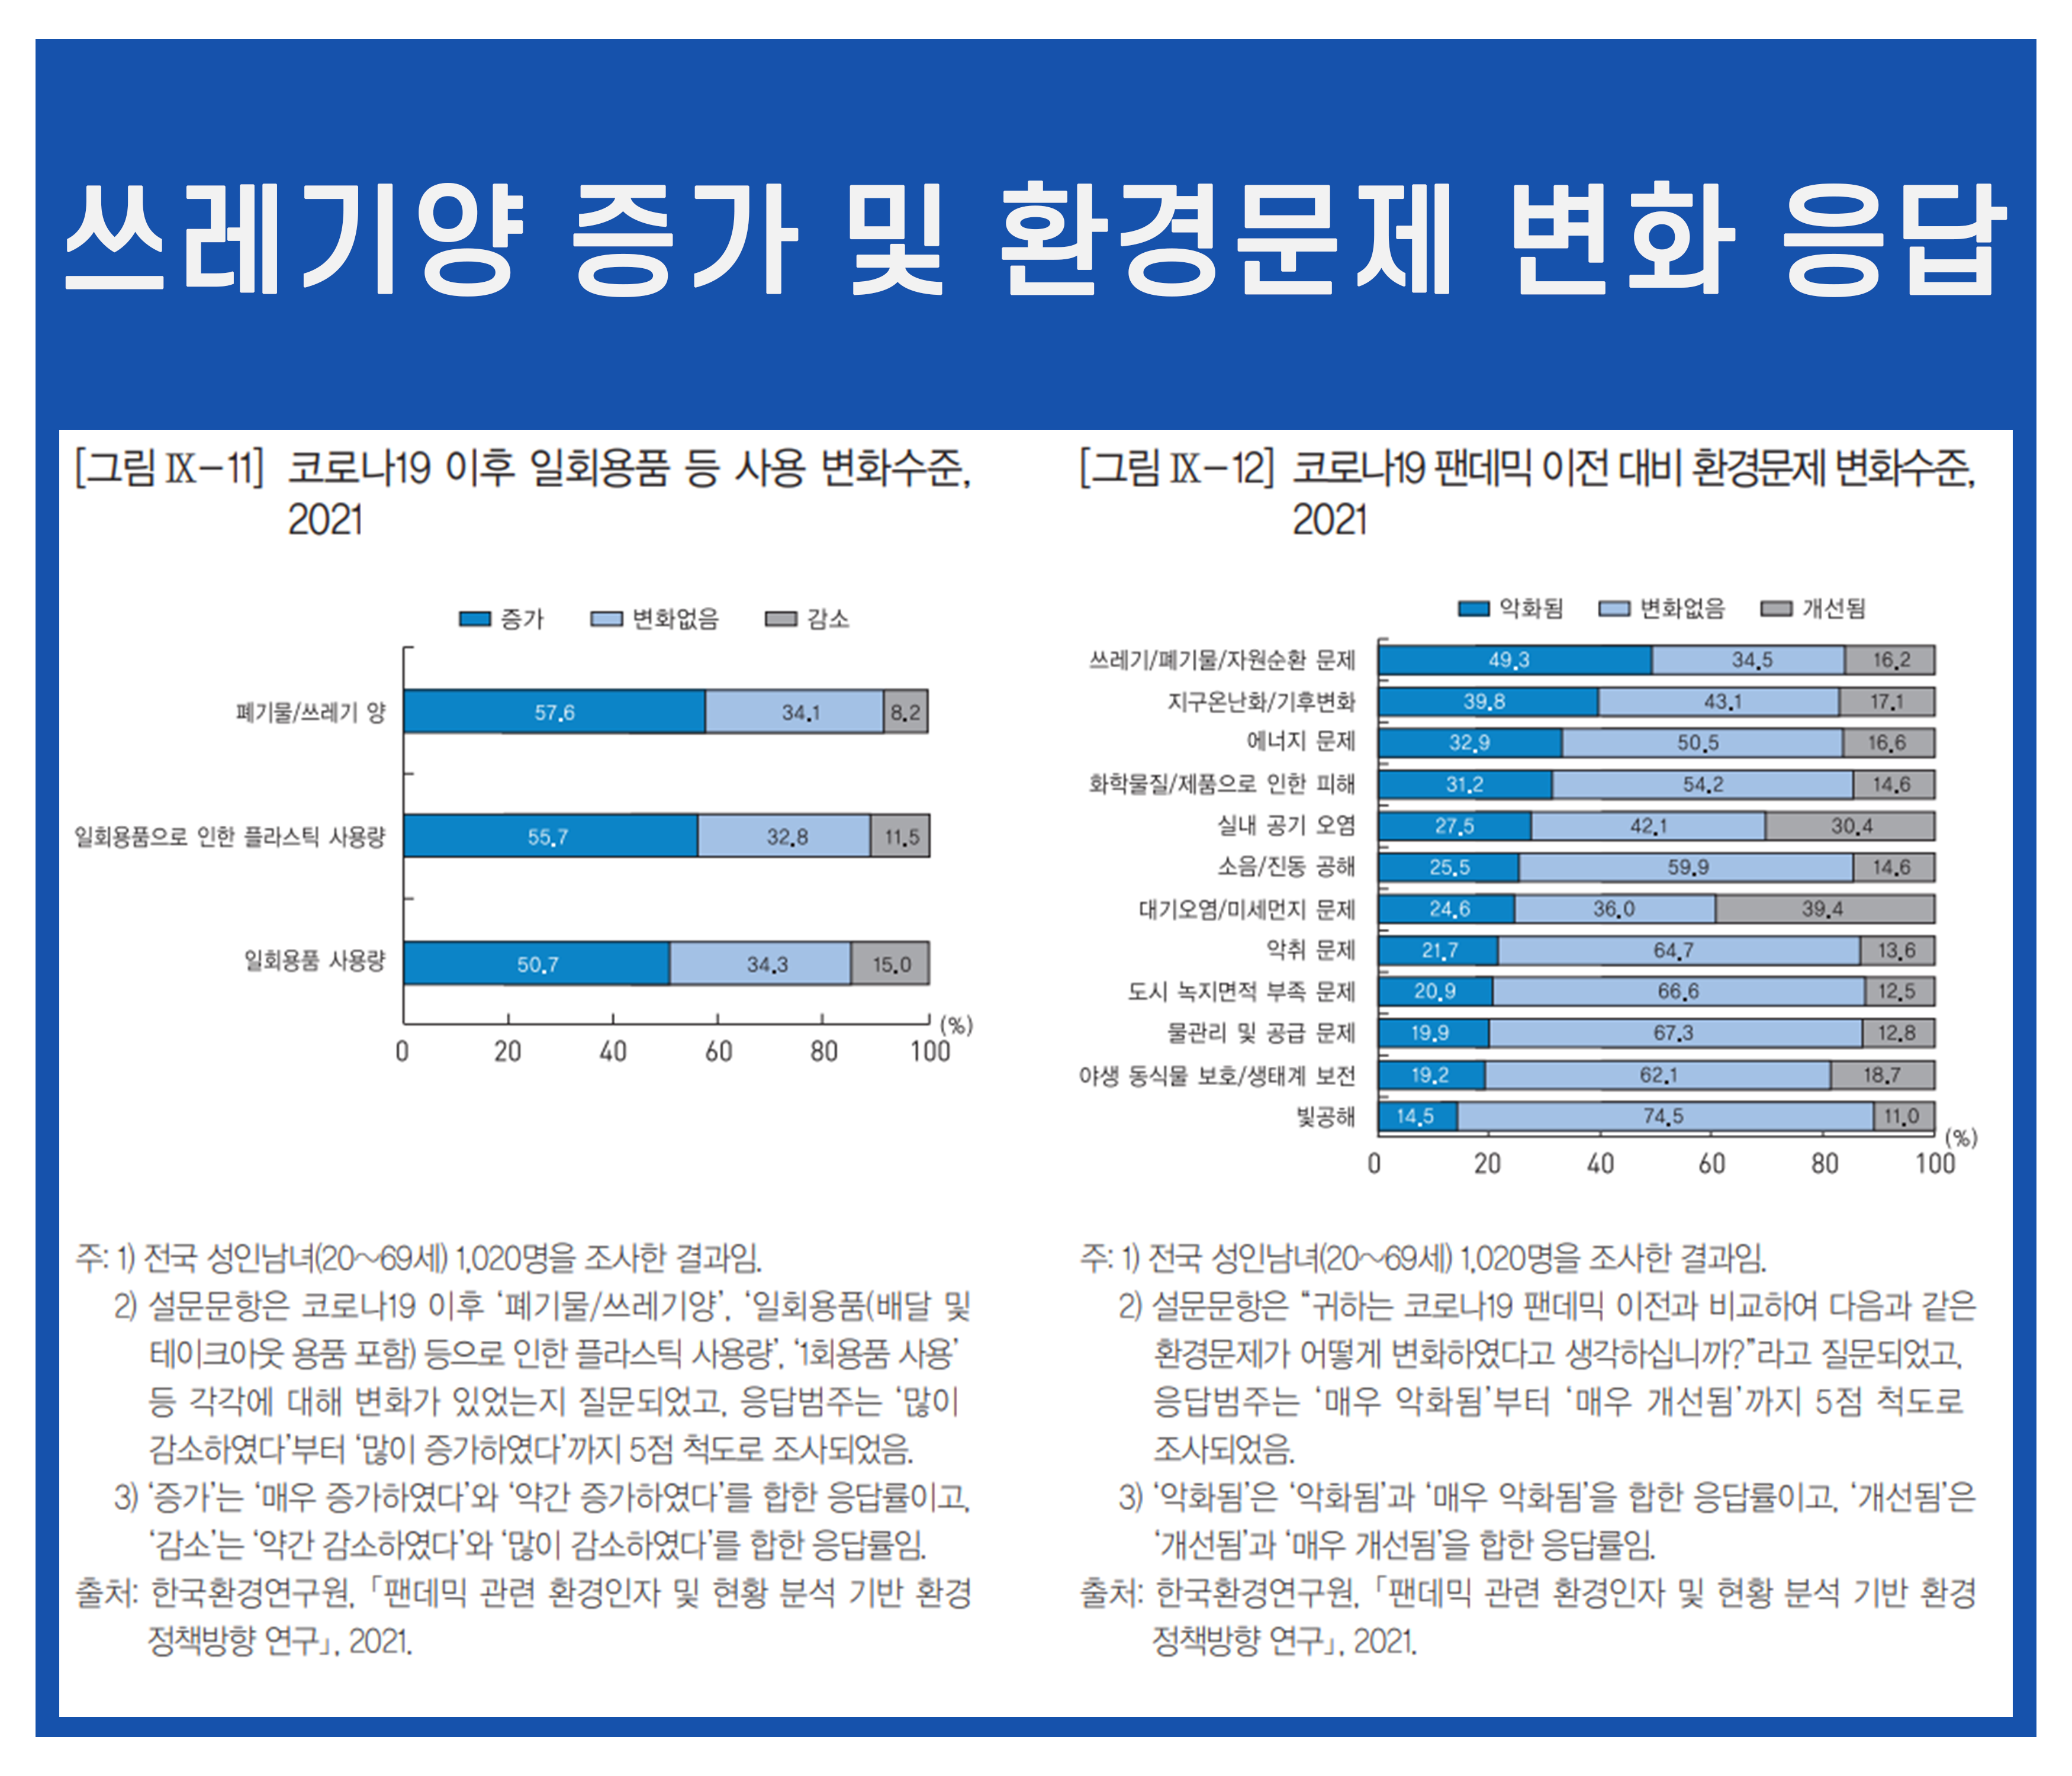 쓰레기양 증가 및 환경문제 변화 응답
[그림 Ⅸ-11] 코로나19 이후 일회용품 등 사용 변화수준,
2021
증가 변화없음 감소
폐기물/쓰레기 양 57.6 34.1 8.2
일회용품으로 인한 플라스틱 사용량 55.7 32.8 11.5
일회용품 사용량 50.7 34.3 15.0
(%)
0 20 40 60 80 100
주: 1) 전국 성인남녀(20~69세) 1,020명을 조사한 결과임.
2) 설문문항은 코로나19 이후 ‘폐기물/쓰레기양’, ‘일회용품(배달 및
테이크아웃 용품 포함) 등으로 인한 플라스틱 사용량’, ‘1회용품 사용’
등 각각에 대해 변화가 있었는지 질문되었고, 응답범주는 ‘많이
감소하였다’부터 ‘많이 증가하였다’까지 5점 척도로 조사되었음.
3) ‘증가’는 ‘매우 증가하였다’와 ‘약간 증가하였다’를 합한 응답률이고,
‘감소’는 ‘약간 감소하였다’와 ‘많이 감소하였다’를 합한 응답률임.
출처: 한국환경연구원, 「팬데믹 관련 환경인자 및 현황 분석 기반 환경
정책방향 연구」, 2021.
[그림 Ⅸ-12] 코로나19 팬데믹 이전 대비 환경문제 변화수준,
2021
악화됨 변화없음 개선됨
쓰레기/폐기물/자원순환 문제 49.3 34.5 16.2
지구온난화/기후변화 39.8 43.1 17.1
에너지 문제 32.9 50.5 16.6
화학물질/제품으로 인한 피해 31.2 54.2 14.6
실내 공기 오염 27.5 42.1 30.4
소음/진동 공해 25.5 59.9 14.6
대기오염/미세먼지 문제 24.6 36.0 39.4
악취 문제 21.7 64.7 13.6
도시 녹지면적 부족 문제 20.9 66.6 12.5
물관리 및 공급 문제 19.9 67.3 12.8
야생 동식물 보호/생태계 보전 19.2 62.1 18.7
빛공해 14.5 74.5 11.0
(%)
0 20 40 60 80 100
주: 1) 전국 성인남녀(20~69세) 1,020명을 조사한 결과임.
2) 설문문항은 “귀하는 코로나19 팬데믹 이전과 비교하여 다음과 같은
환경문제가 어떻게 변화하였다고 생각하십니까?”라고 질문되었고,
응답범주는 ‘매우 악화됨’부터 ‘매우 개선됨’까지 5점 척도로
조사되었음.
3) ‘악화됨’은 ‘악화됨’과 ‘매우 악화됨’을 합한 응답률이고, ‘개선됨’은
‘개선됨’과 ‘매우 개선됨’을 합한 응답률임.
출처: 한국환경연구원, 「팬데믹 관련 환경인자 및 현황 분석 기반 환경
정책방향 연구」, 2021.